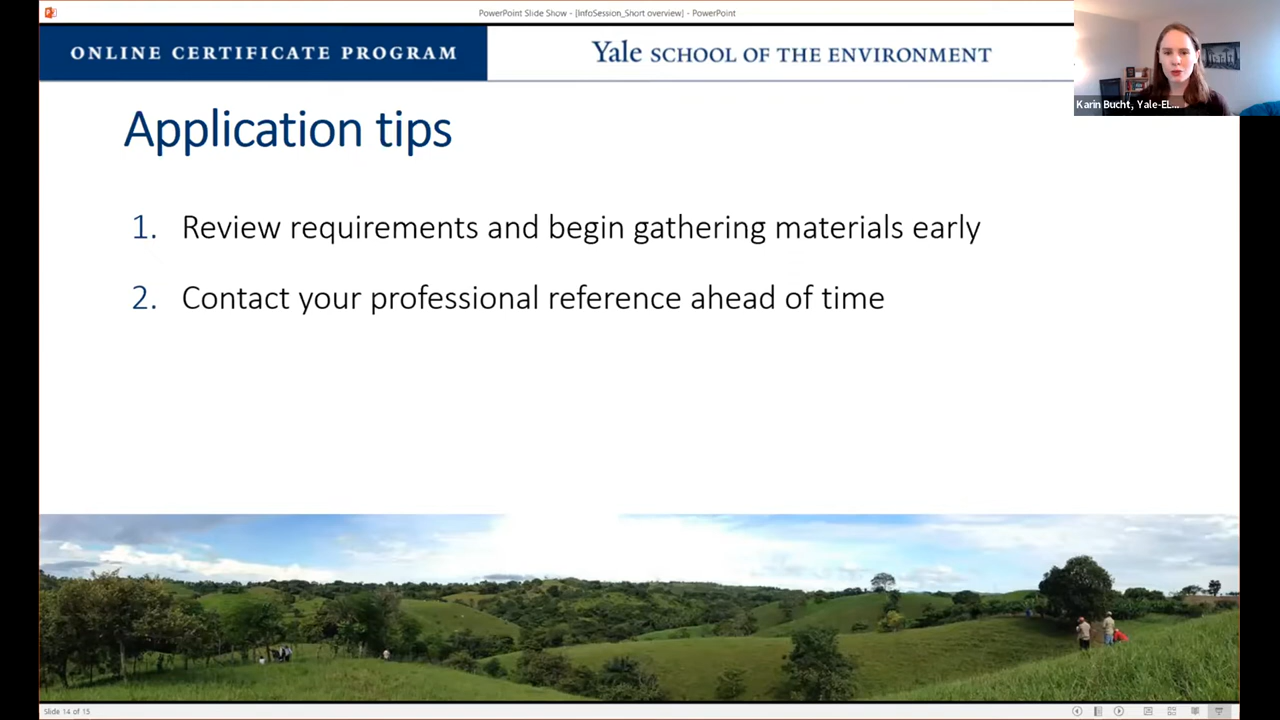 PowerPoint Slide Show - [InfoSession_Short overview] - PowerPoint
ONLINE CERTIFICATE PROGRAM
Yale SCHOOL OF THE ENVIRONMENT
Karin Bucht, Yale-EL...
Application tips
1. Review requirements and begin gathering materials early
2. Contact your professional reference ahead of time
Slide 14 of 15